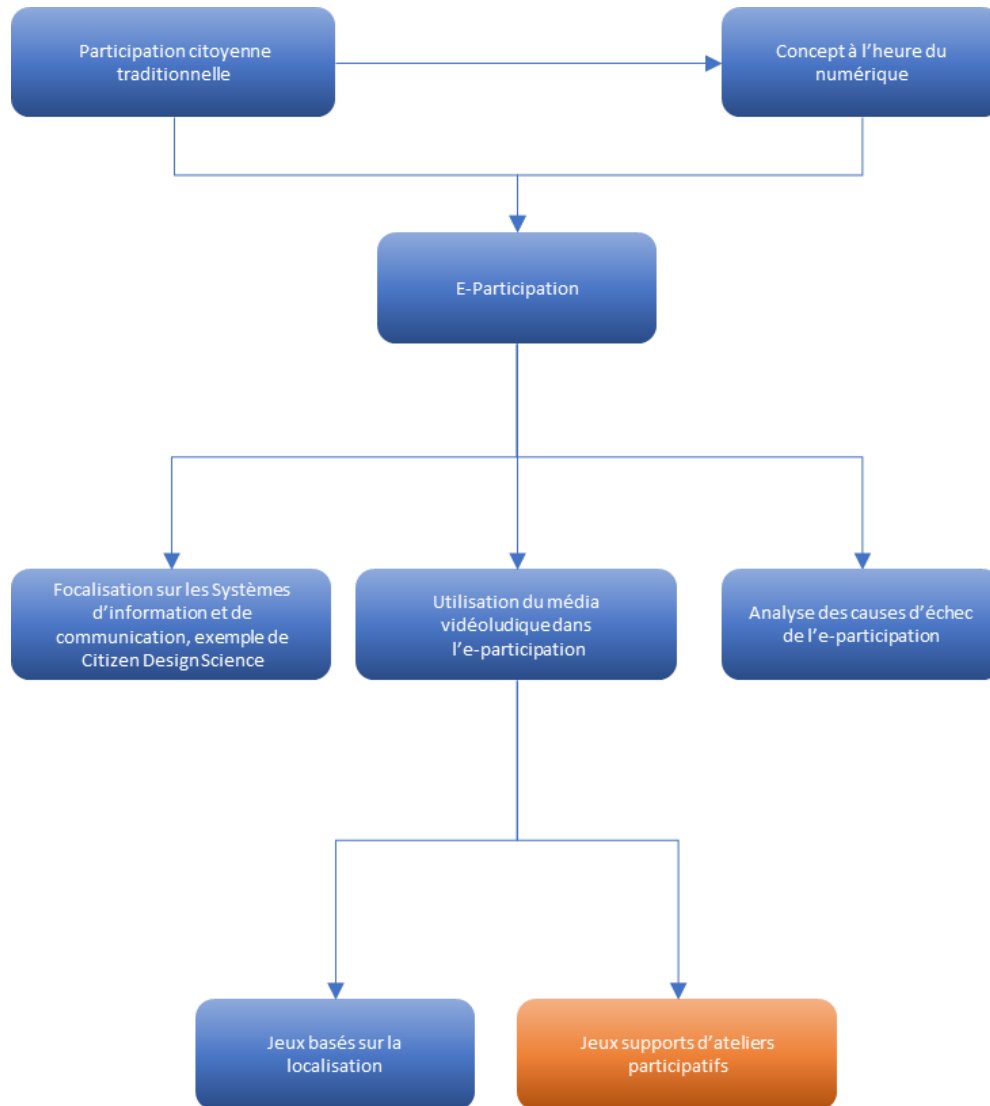 Participation citoyenne
traditionnelle
Concept à l’heure du
numérique
E-Participation
Focalisation sur les Systèmes
d’information et de
communication, exemple de
Citizen Design Science
Utilisation du média
vidéoludique dans
l’e-participation
Analyse des causes d’échec
de l’e-participation
Jeux basés sur la
localisation
Jeux supports d’ateliers
participatifs